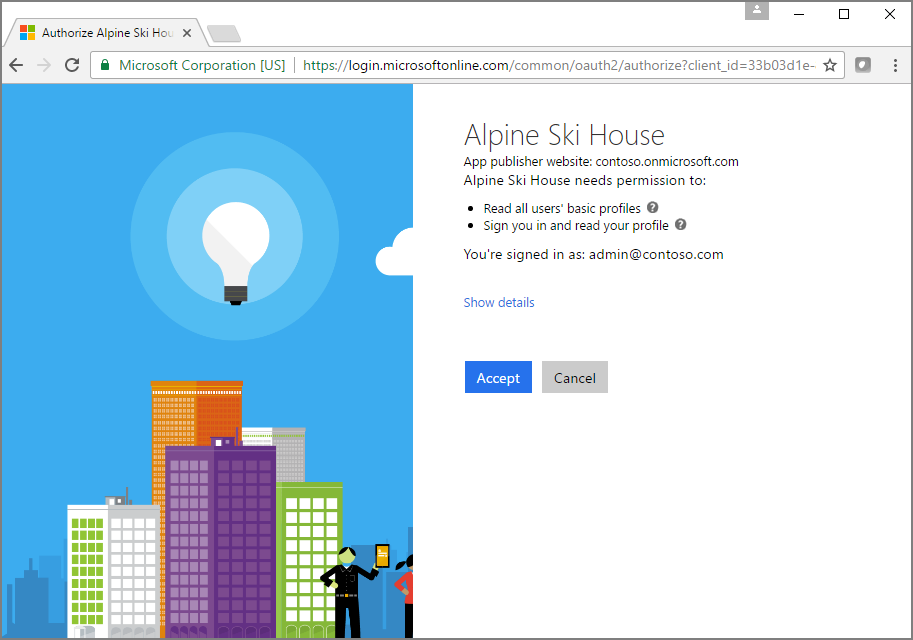 Authorize Alpine Ski Hou
Microsoft Corporation [US] | https://login.microsoftonline.com/common/oauth2/authorize?client_id=33b03d1e-
Alpine Ski House
App publisher website: contoso.onmicrosoft.com
Alpine Ski House needs permission to:
Read all users' basic profiles
Sign you in and read your profile
You're signed in as: admin@contoso.com
Show details
Accept
Cancel